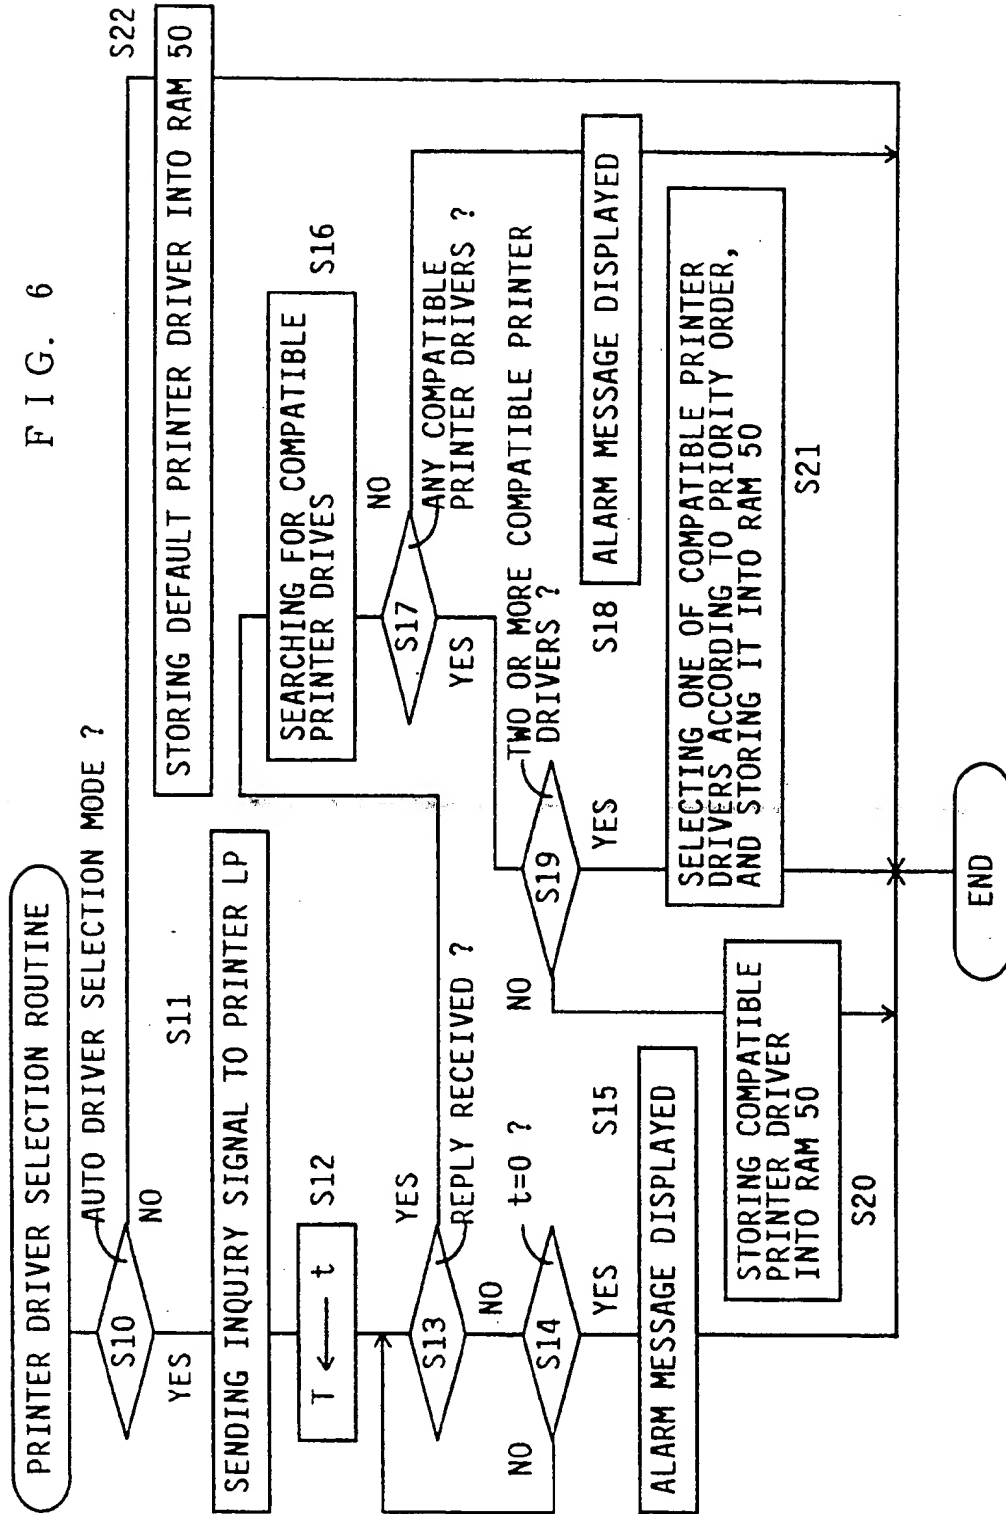 FIG. 6
PRINTER DRIVER SELECTION ROUTINE
S10
AUTO DRIVER SELECTION MODE ?
NO
YES
S22
STORING DEFAULT PRINTER DRIVER INTO RAM 50
S11
SENDING INQUIRY SIGNAL TO PRINTER LP
S12
T ← t
S13
REPLY RECEIVED ?
YES
NO
S14
t=0 ?
NO
YES
S15
ALARM MESSAGE DISPLAYED
S16
SEARCHING FOR COMPATIBLE
PRINTER DRIVES
S17
ANY COMPATIBLE
PRINTER DRIVERS ?
NO
YES
S18
ALARM MESSAGE DISPLAYED
S19
TWO OR MORE COMPATIBLE PRINTER
DRIVERS ?
NO
YES
STORING COMPATIBLE
PRINTER DRIVER
INTO RAM 50
S20
SELECTING ONE OF COMPATIBLE PRINTER
DRIVERS ACCORDING TO PRIORITY ORDER,
AND STORING IT INTO RAM 50
S21
END